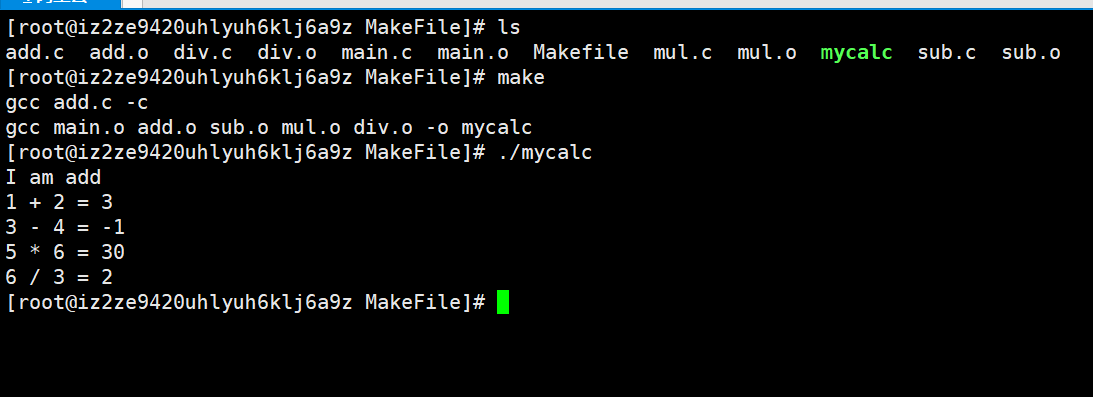 [root@iz2ze9420uhlyuh6klj6a9z MakeFile]# ls
add.c  add.o  div.c  div.o  main.c  main.o  Makefile  mul.c  mul.o  mycalc  sub.c  sub.o
[root@iz2ze9420uhlyuh6klj6a9z MakeFile]# make
gcc add.c -c
gcc main.o add.o sub.o mul.o div.o -o mycalc
[root@iz2ze9420uhlyuh6klj6a9z MakeFile]# ./mycalc
I am add
1 + 2 = 3
3 - 4 = -1
5 * 6 = 30
6 / 3 = 2
[root@iz2ze9420uhlyuh6klj6a9z MakeFile]#